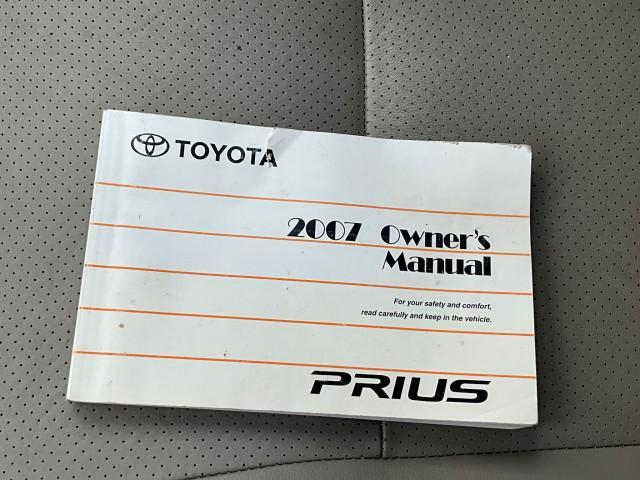 TOYOTA
2007 Owner's
Manual
For your safety and comfort,
read carefully and keep in the vehicle.
PRIUS